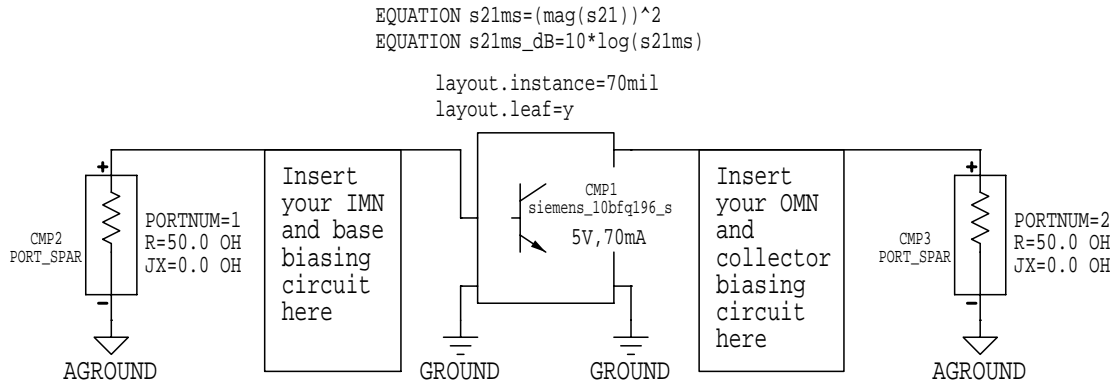 EQUATION s21ms=(mag(s21))^2
EQUATION s21ms_dB=10*log(s21ms)
layout.instance=70mil
layout.leaf=y
+
CMP2
PORT_SPAR
PORTNUM=1
R=50.0 OH
JX=0.0 OH
-
AGROUND
Insert
your IMN
and base
biasing
circuit
here
CMP1
siemens_10bfq196_s
5V,70mA
GROUND
GROUND
Insert
your OMN
and
collector
biasing
circuit
here
+
CMP3
PORT_SPAR
PORTNUM=2
R=50.0 OH
JX=0.0 OH
-
AGROUND